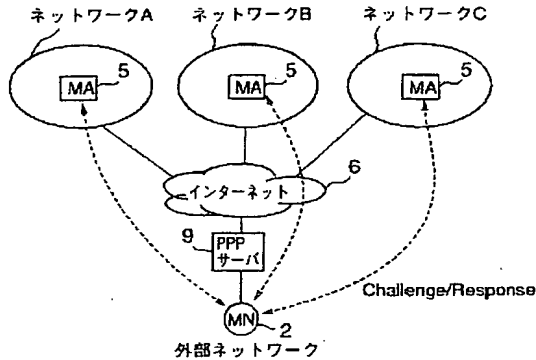 ネットワークA
ネットワークB
ネットワークC
MA
5
MA
5
MA
5
インターネット
6
9
PPP
サーバ
Challenge/Response
MN
2
外部ネットワーク